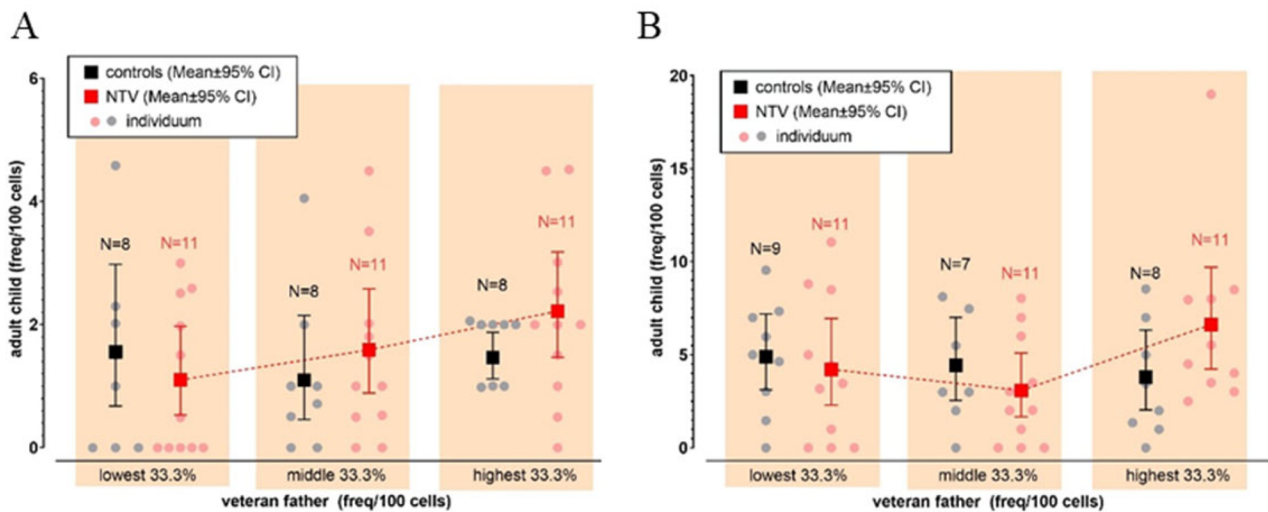 A
controls (Mean±95% CI)
NTV (Mean±95% CI)
individuum
6
4
2
0
adult child (freq/100 cells)
N=8
N=11
N=8
N=11
N=8
N=11
lowest 33.3%
middle 33.3%
highest 33.3%
veteran father (freq/100 cells)
B
controls (Mean±95% CI)
NTV (Mean±95% CI)
individuum
20
15
10
5
0
adult child (freq/100 cells)
N=9
N=11
N=7
N=11
N=8
N=11
lowest 33.3%
middle 33.3%
highest 33.3%
veteran father (freq/100 cells)